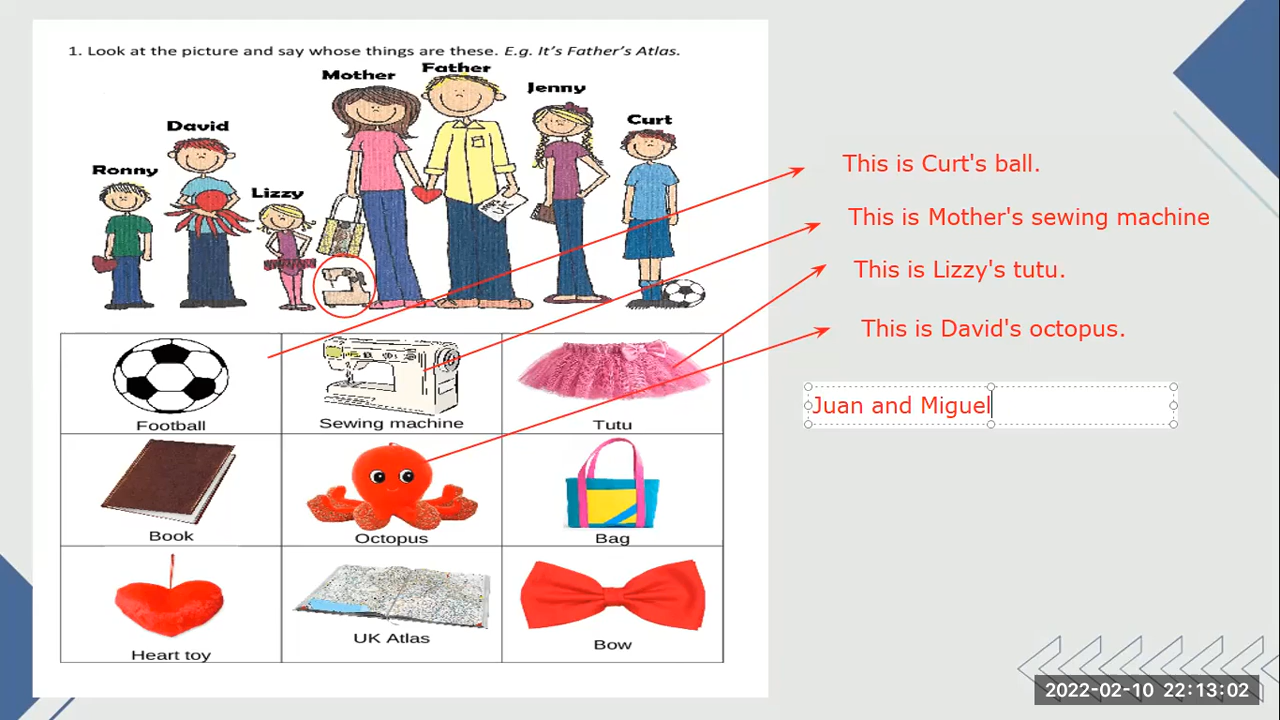 1. Look at the picture and say whose things are these. E.g. It's Father's Atlas.
Mother
Father
Jenny
David
Curt
Ronny
Lizzy
UK
This is Curt's ball.
This is Mother's sewing machine
This is Lizzy's tutu.
This is David's octopus.
Juan and Miguel
Football
Sewing machine
Tutu
Book
Octopus
Bag
Heart toy
UK Atlas
Bow
2022-02-10 22:13:02